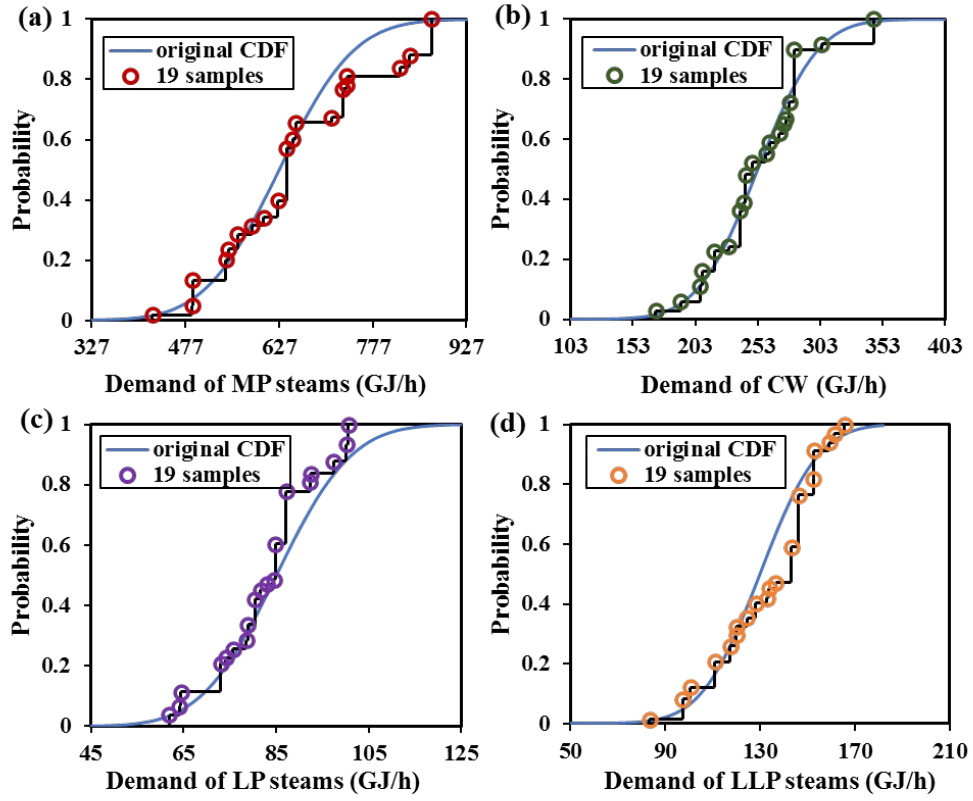 (a)
1
0.8
0.6
0.4
0.2
0
Probability
original CDF
19 samples
327 477 627 777 927
Demand of MP steams (GJ/h)
(b)
1
0.8
0.6
0.4
0.2
0
Probability
original CDF
19 samples
103 153 203 253 303 353 403
Demand of CW (GJ/h)
(c)
1
0.8
0.6
0.4
0.2
0
Probability
original CDF
19 samples
45 65 85 105 125
Demand of LP steams (GJ/h)
(d)
1
0.8
0.6
0.4
0.2
0
Probability
original CDF
19 samples
50 90 130 170 210
Demand of LLP steams (GJ/h)